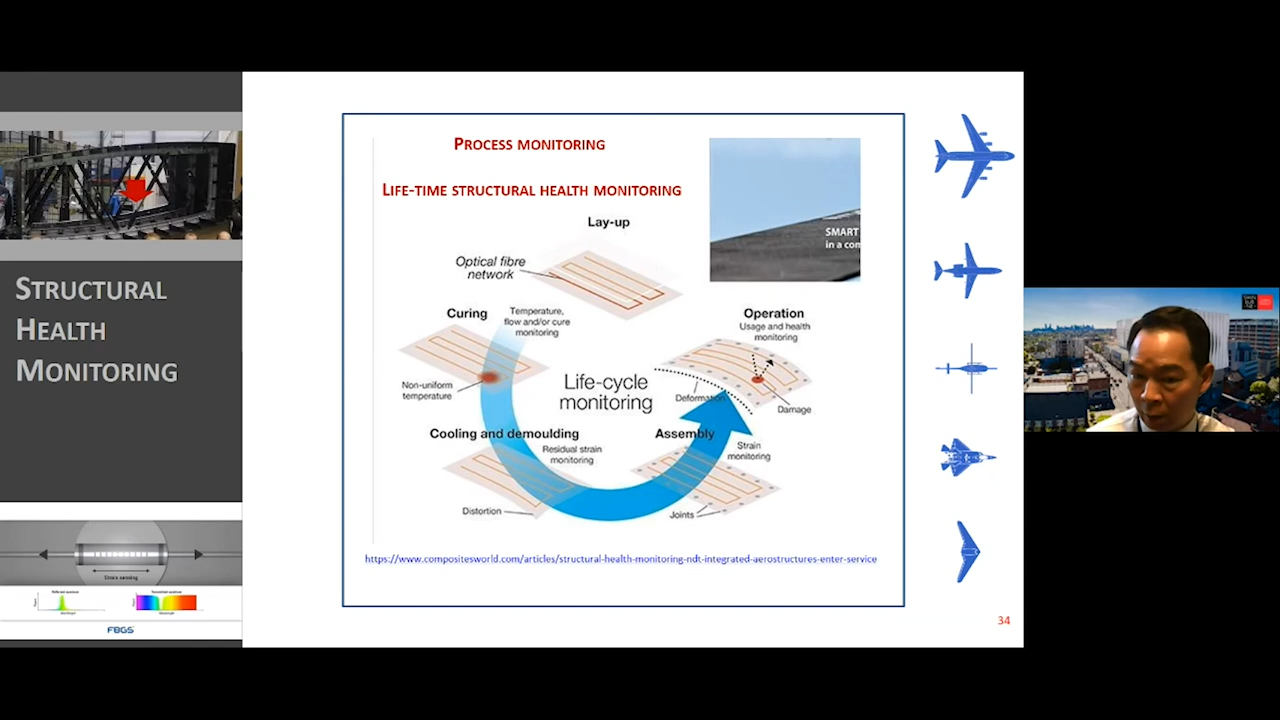 STRUCTURAL
HEALTH
MONITORING
Strain sensing
FBGS
PROCESS MONITORING
LIFE-TIME STRUCTURAL HEALTH MONITORING
SMART
in a com
Lay-up
Optical fibre
network
Curing
Temperature,
flow and/or cure
monitoring
Non-uniform
temperature
Life-cycle
monitoring
Operation
Usage and health
monitoring
Deformation
Damage
Cooling and demoulding
Residual strain
monitoring
Distortion
Assembly
Strain
monitoring
Joints
https://www.compositesworld.com/articles/structural-health-monitoring-ndt-integrated-aerostructures-enter-service
34